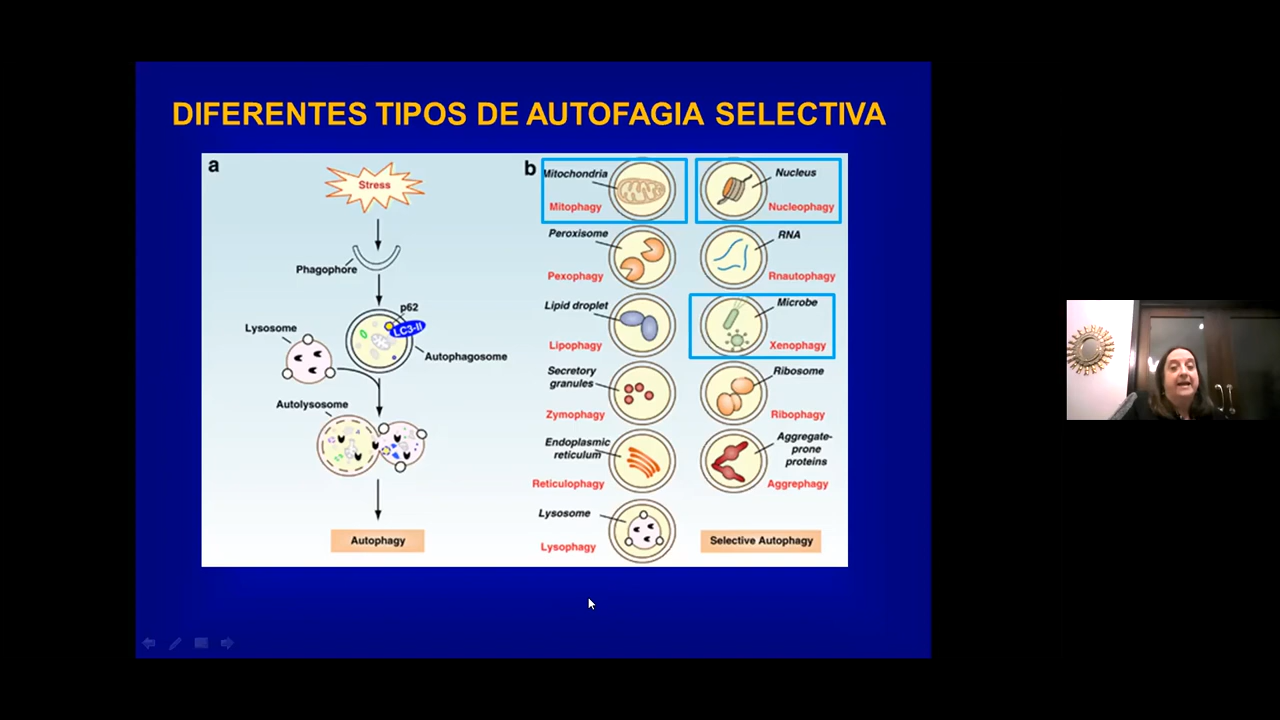 DIFERENTES TIPOS DE AUTOFAGIA SELECTIVA
a
Stress
Phagophore
p62
LC3-II
Lysosome
Autophagosome
Autolysosome
Autophagy
b
Mitochondria
Mitophagy
Nucleus
Nucleophagy
Peroxisome
Pexophagy
RNA
Rnautophagy
Lipid droplet
Lipophagy
Microbe
Xenophagy
Secretory
granules
Zymophagy
Ribosome
Ribophagy
Endoplasmic
reticulum
Reticulophagy
Aggregate-
prone
proteins
Aggrephagy
Lysosome
Lysophagy
Selective Autophagy